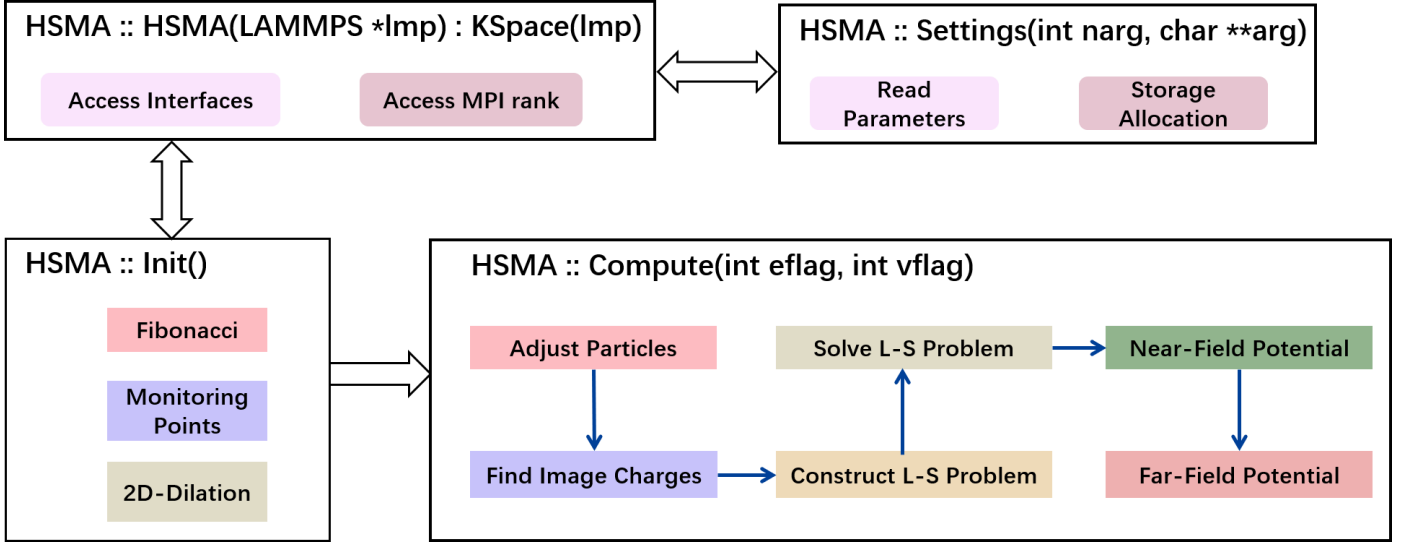 HSMA :: HSMA(LAMMPS *lmp) : KSpace(lmp)
Access Interfaces
Access MPI rank
HSMA :: Settings(int narg, char **arg)
Read
Parameters
Storage
Allocation
HSMA :: Init()
Fibonacci
Monitoring
Points
2D-Dilation
HSMA :: Compute(int eflag, int vflag)
Adjust Particles
Solve L-S Problem
Near-Field Potential
Find Image Charges
Construct L-S Problem
Far-Field Potential